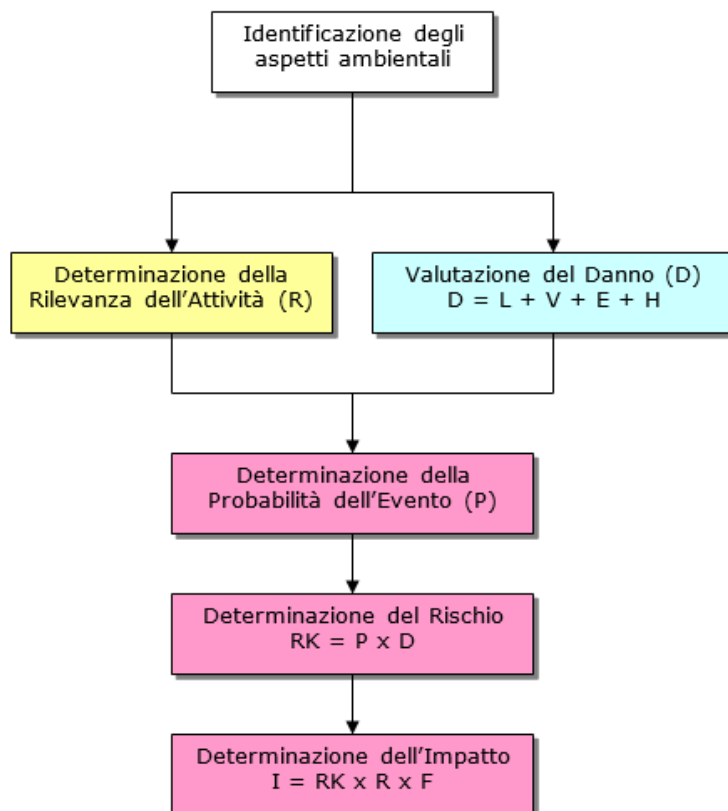 Identificazione degli
aspetti ambientali
Determinazione della
Rilevanza dell'Attività (R)
Valutazione del Danno (D)
D = L + V + E + H
Determinazione della
Probabilità dell'Evento (P)
Determinazione del Rischio
RK = P x D
Determinazione dell'Impatto
I = RK x R x F